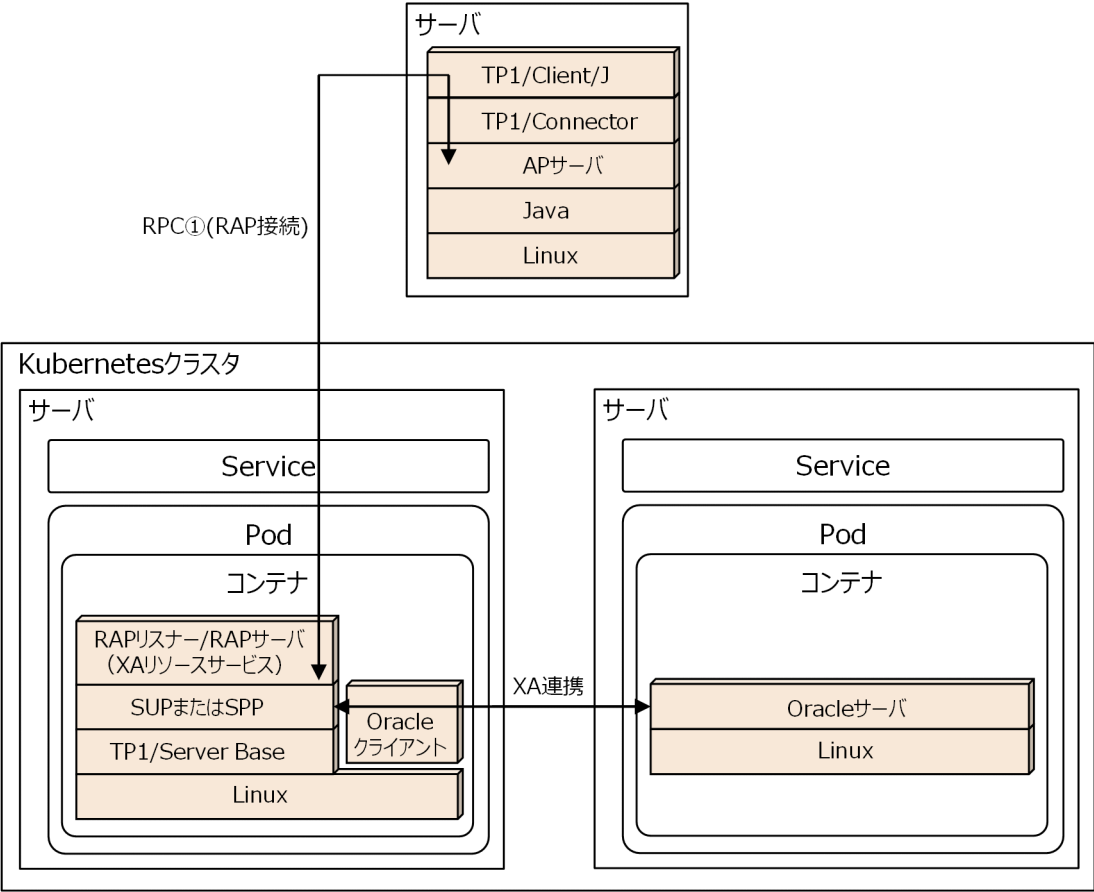 サーバ
TP1/Client/J
TP1/Connector
APサーバ
Java
Linux
RPC①(RAP接続)
Kubernetesクラスタ
サーバ
Service
Pod
コンテナ
RAPリスナー/RAPサーバ
（XAリソースサービス）
SUPまたはSPP
TP1/Server Base
Linux
Oracle
クライアント
XA連携
サーバ
Service
Pod
コンテナ
Oracleサーバ
Linux